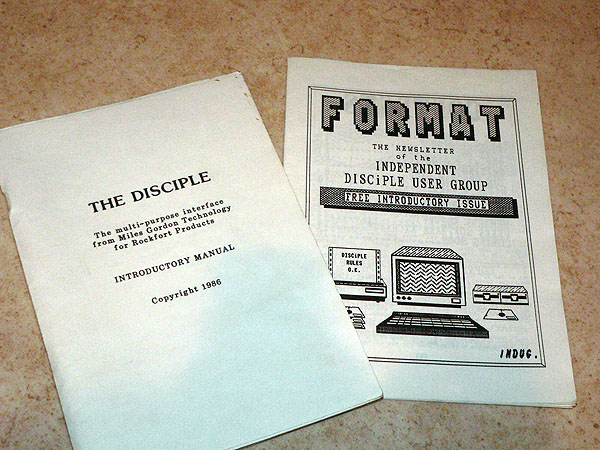 THE DISCIPLE
The multi-purpose interface
from Miles Gordon Technology
for Rockfort Products
INTRODUCTORY MANUAL
Copyright 1986
FORMAT
THE NEWSLETTER
of the
INDEPENDENT
DISCiPLE USER GROUP
FREE INTRODUCTORY ISSUE
DISCiPLE
RULES
O.K.
INDUG.